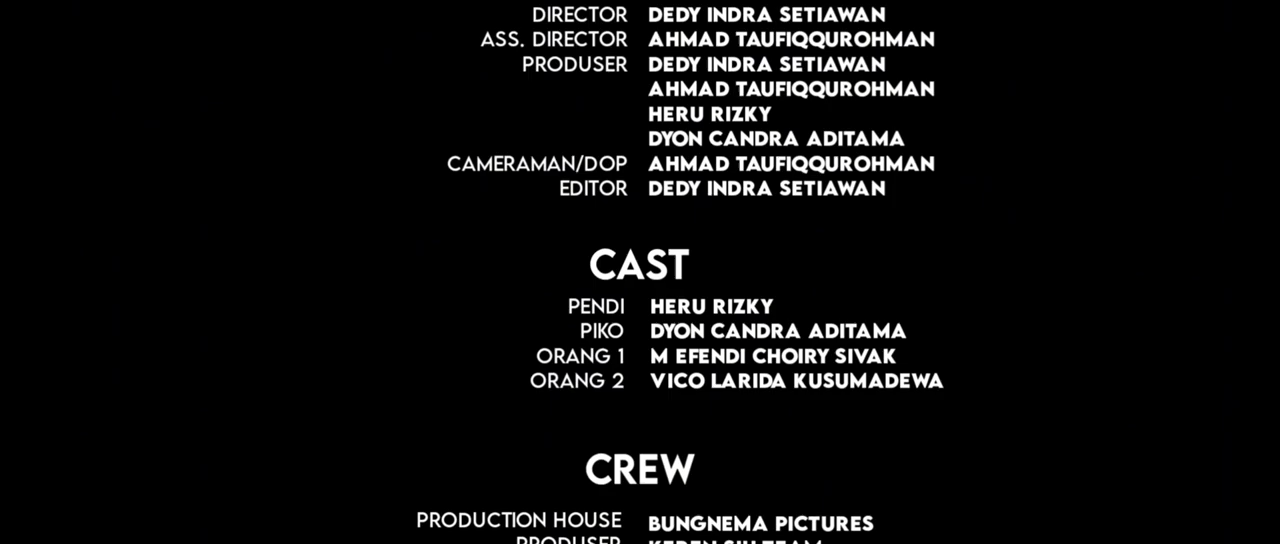 DIRECTOR DEDY INDRA SETIAWAN
ASS. DIRECTOR AHMAD TAUFIQQUROHMAN
PRODUSER DEDY INDRA SETIAWAN
AHMAD TAUFIQQUROHMAN
HERU RIZKY
DYON CANDRA ADITAMA
CAMERAMAN/DOP AHMAD TAUFIQQUROHMAN
EDITOR DEDY INDRA SETIAWAN
CAST
PENDI HERU RIZKY
PIKO DYON CANDRA ADITAMA
ORANG 1 M EFENDI CHOIRY SIVAK
ORANG 2 VICO LARIDA KUSUMADEWA
CREW
PRODUCTION HOUSE BUNGNEMA PICTURES
PRODUSER